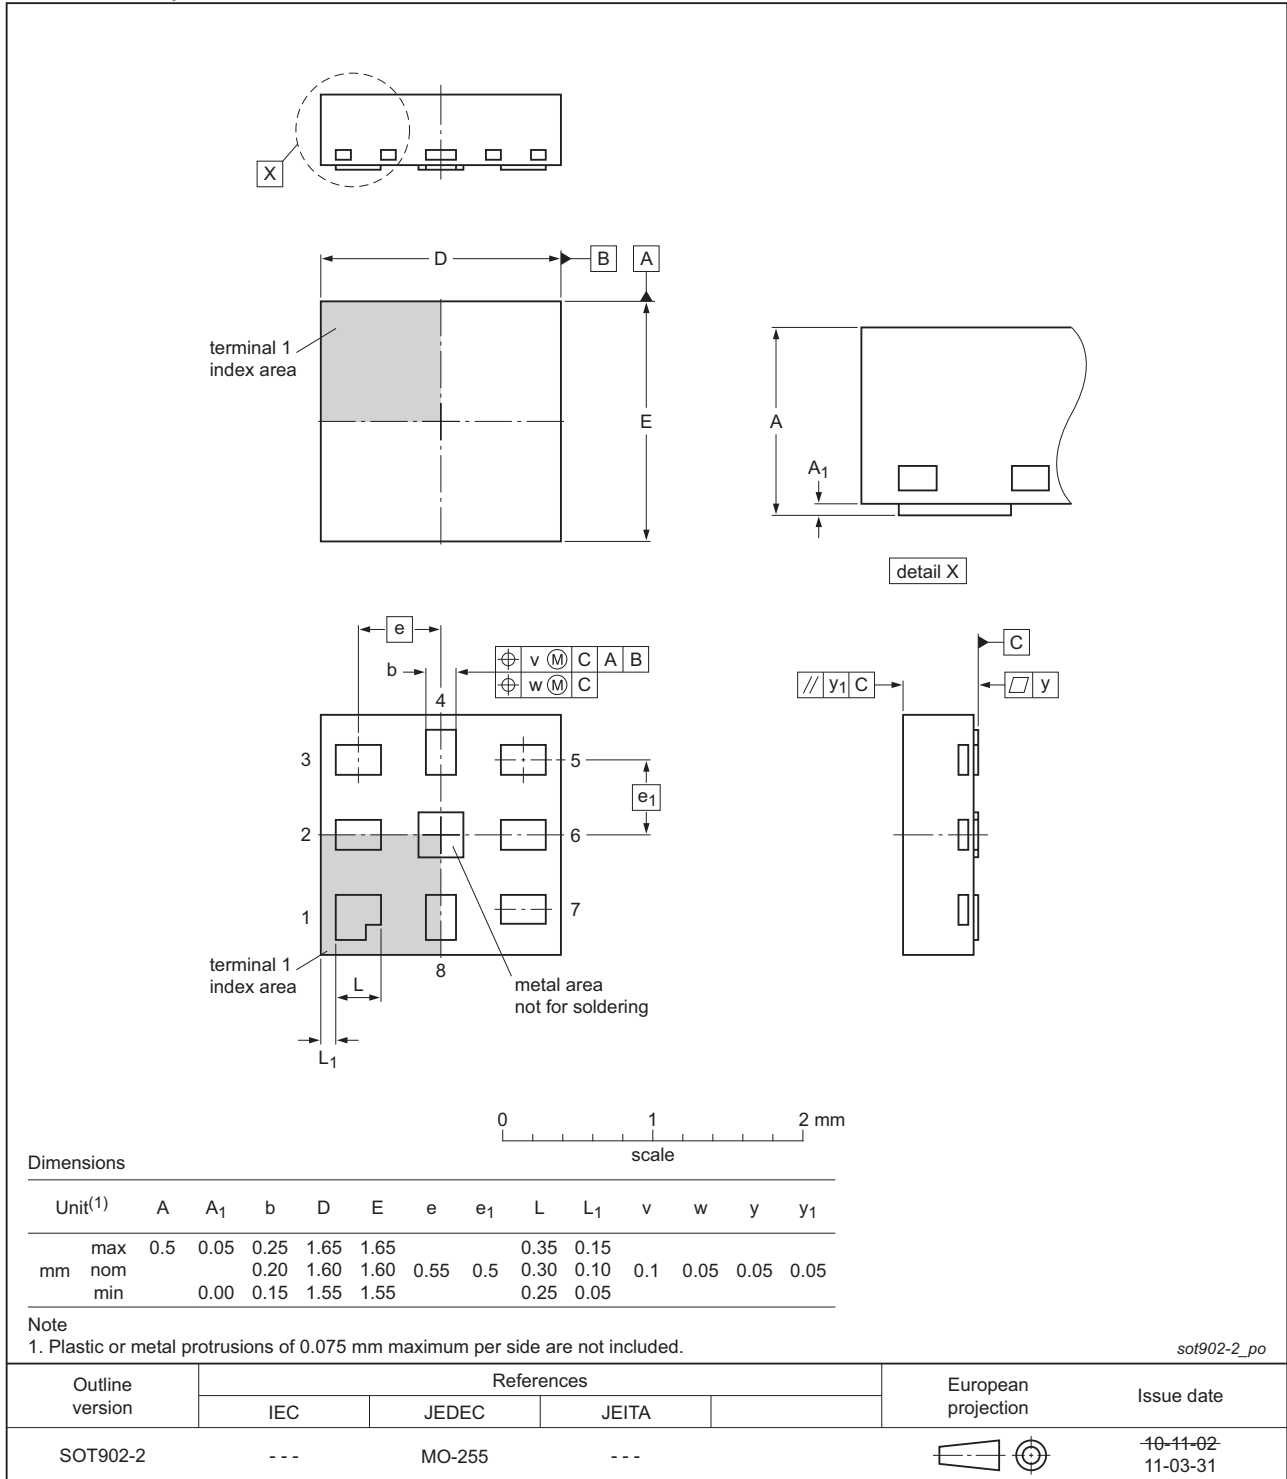 X
D
B
A
terminal 1
index area
E
A
A1
detail X
e
b
v M C A B
w M C
4
C
y1 C
y
3
5
e1
2
6
1
7
terminal 1
index area
L
8
metal area
not for soldering
L1
0 1 2 mm
scale
Dimensions
Unit(1) A A1 b D E e e1 L L1 v w y y1
max 0.5 0.05 0.25 1.65 1.65 0.35 0.15
mm nom 0.20 1.60 1.60 0.55 0.5 0.30 0.10 0.1 0.05 0.05 0.05
min 0.00 0.15 1.55 1.55 0.25 0.05
Note
1. Plastic or metal protrusions of 0.075 mm maximum per side are not included.
sot902-2_po
Outline
version
References
IEC JEDEC JEITA
European
projection
Issue date
SOT902-2 - - - MO-255 - - -
10-11-02
11-03-31